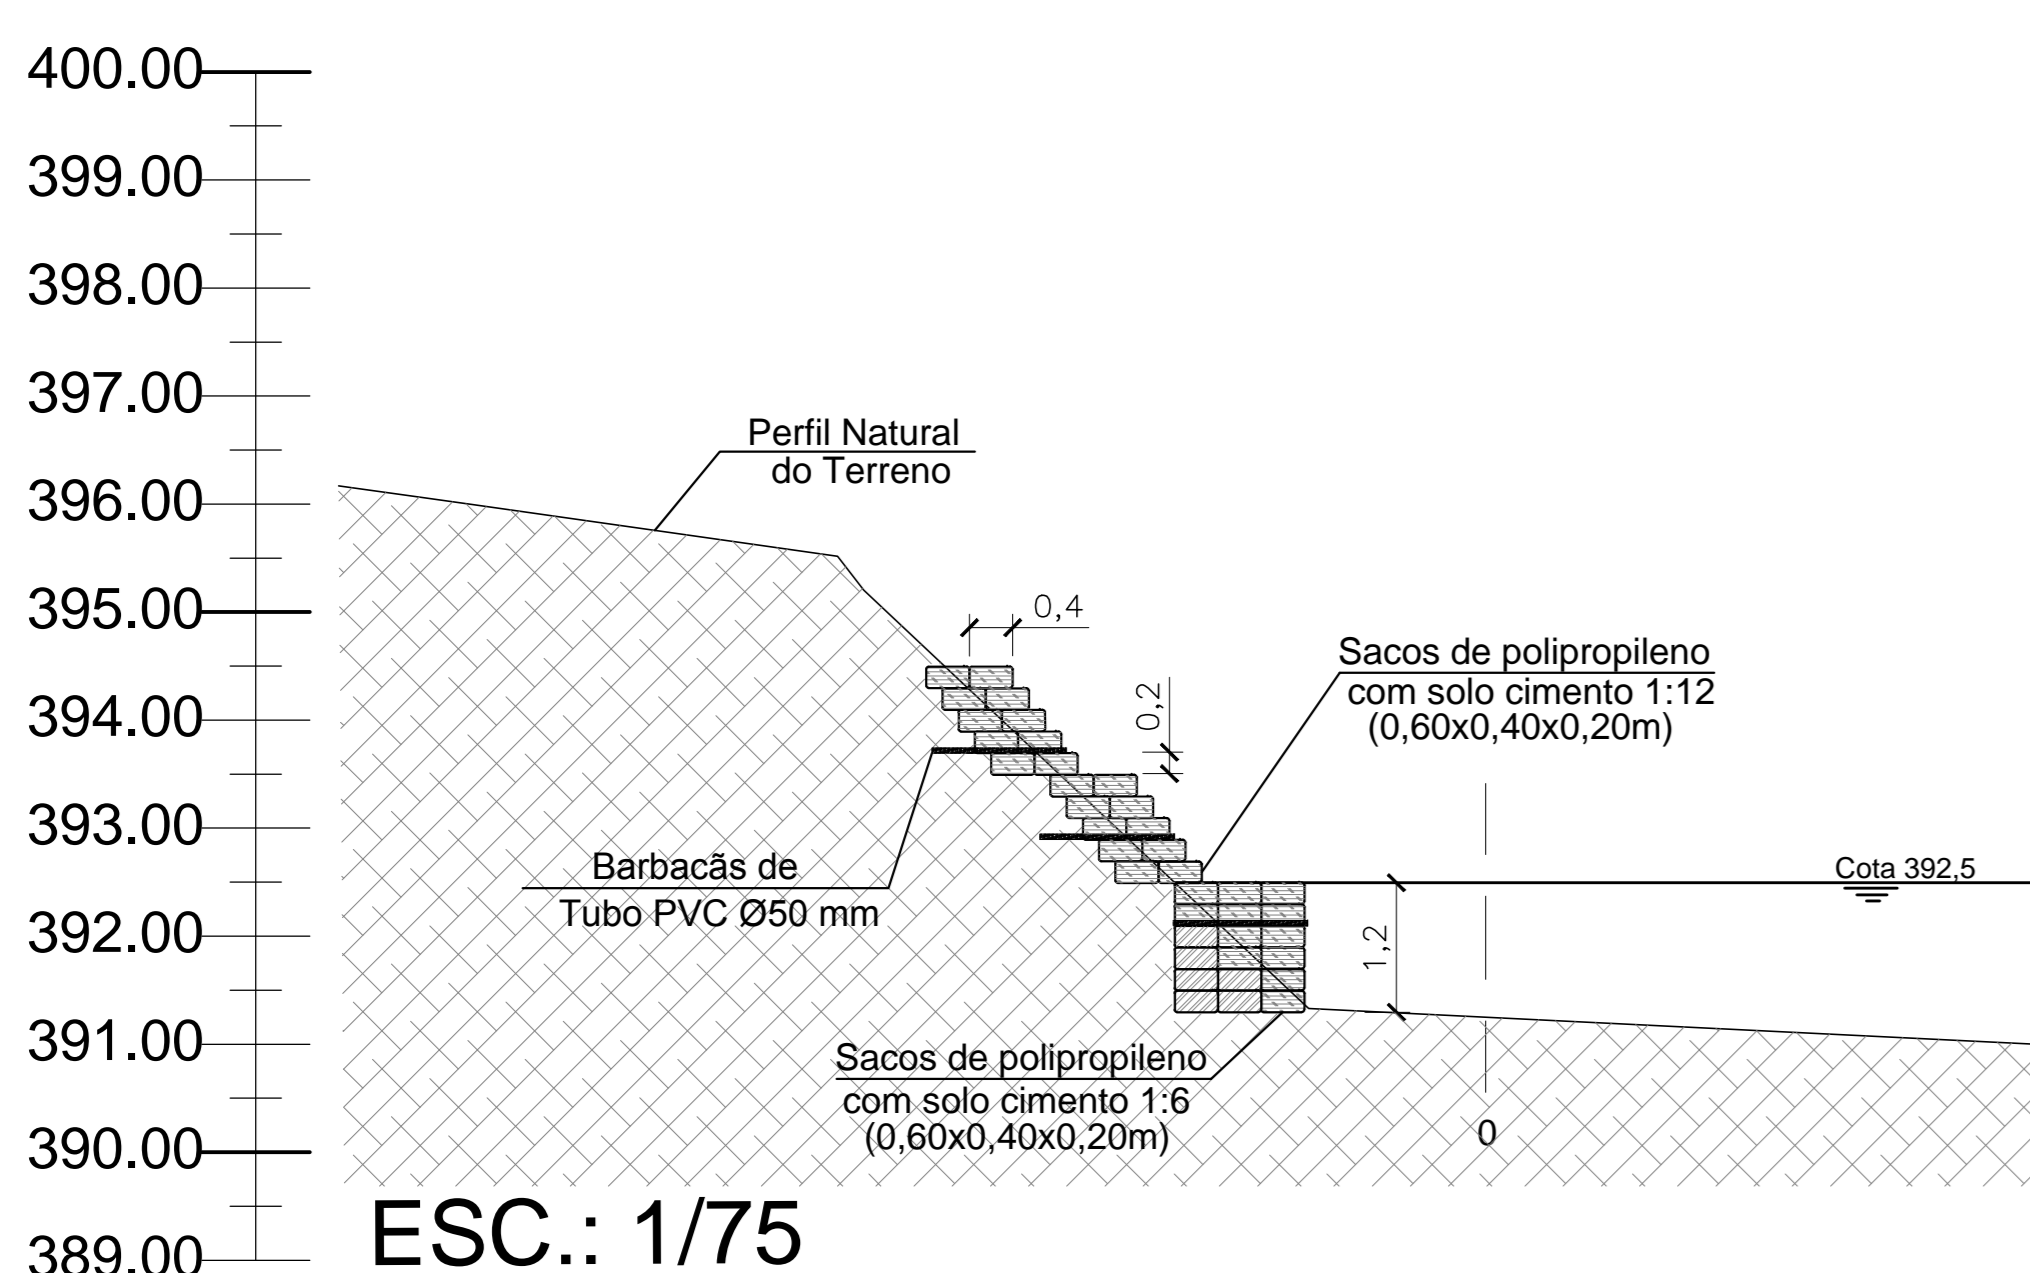 400.00
399.00
398.00
397.00
396.00
395.00
394.00
393.00
392.00
391.00
390.00
389.00
Perfil Natural
do Terreno
0,4
0,2
Sacos de polipropileno
com solo cimento 1:12
(0,60x0,40x0,20m)
Barbacãs de
Tubo PVC Ø50 mm
Cota 392,5
1,2
Sacos de polipropileno
com solo cimento 1:6
(0,60x0,40x0,20m)
0
ESC.: 1/75